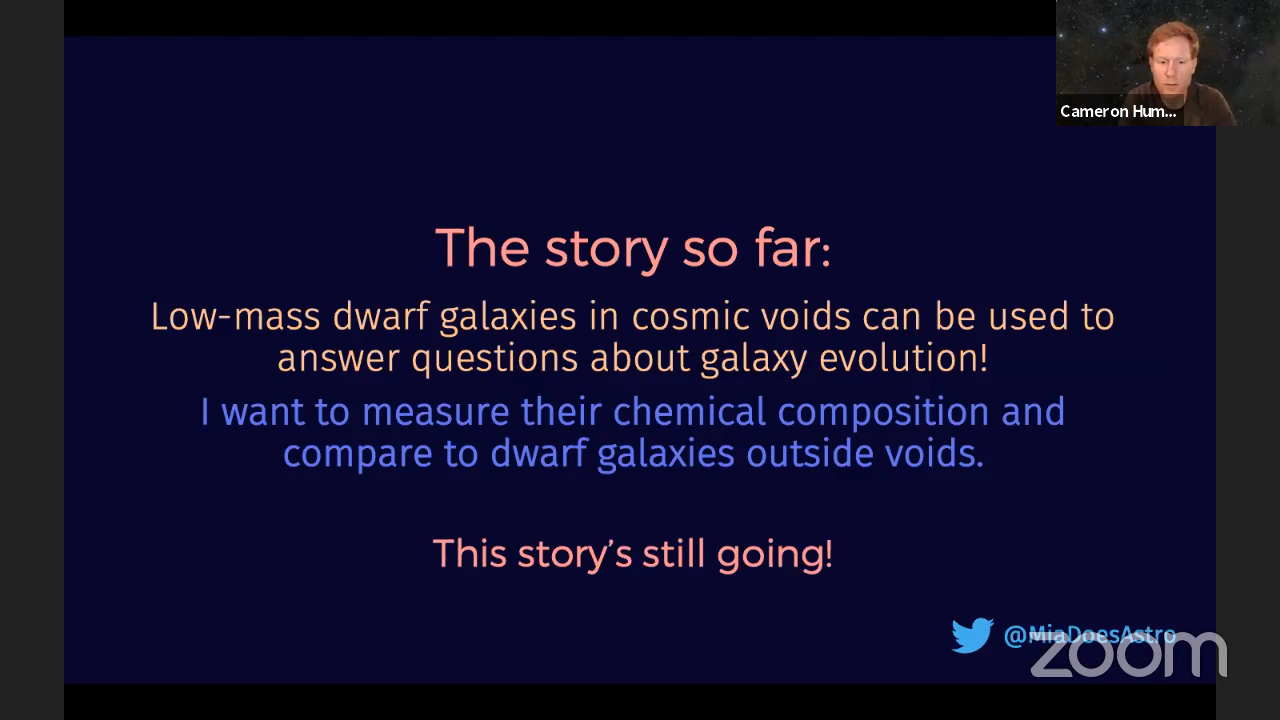 Cameron Hum...
The story so far:
Low-mass dwarf galaxies in cosmic voids can be used to
answer questions about galaxy evolution!
I want to measure their chemical composition and
compare to dwarf galaxies outside voids.
This story's still going!
@MiaDoesAstro
zoom